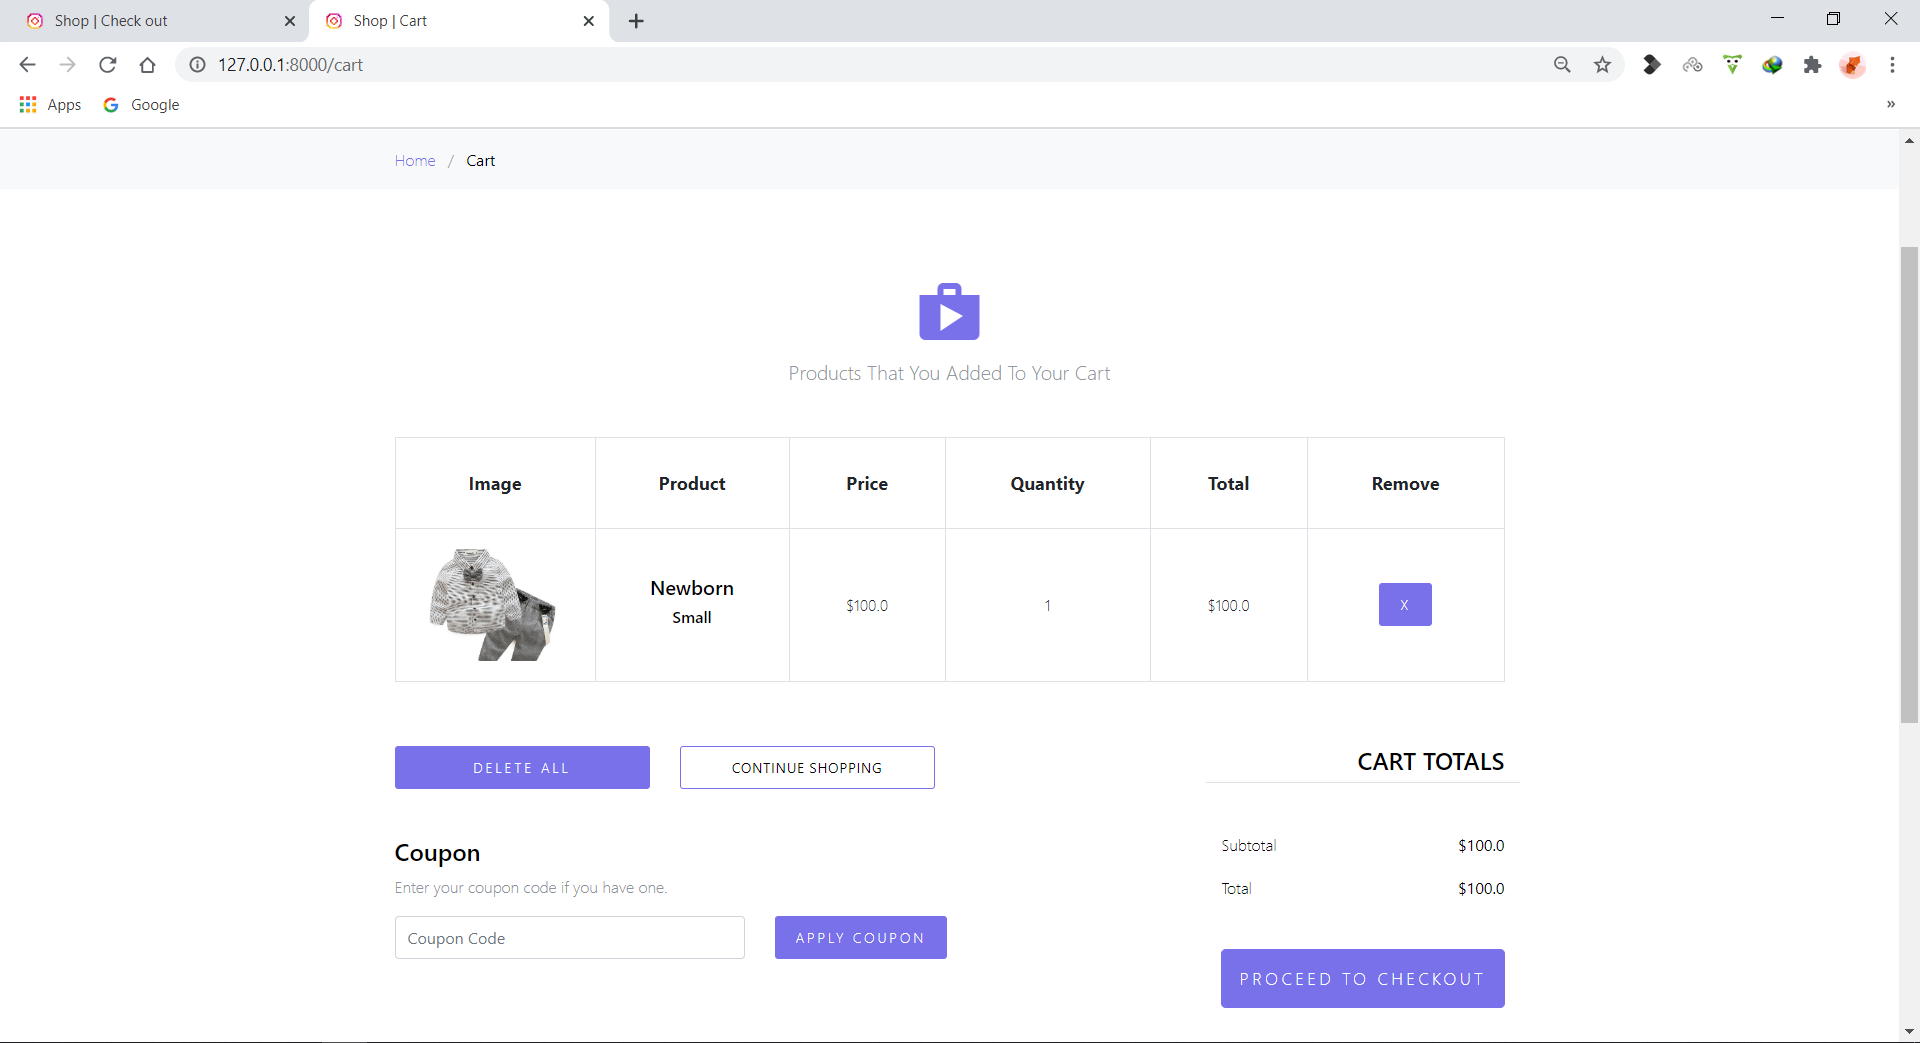 Shop | Check out
Shop | Cart
127.0.0.1:8000/cart
Apps
Google
»
Home / Cart
Products That You Added To Your Cart
Image Product Price Quantity Total Remove
Newborn
Small
$100.0 1 $100.0 X
DELETE ALL
CONTINUE SHOPPING
CART TOTALS
Subtotal $100.0
Total $100.0
Coupon
Enter your coupon code if you have one.
Coupon Code
APPLY COUPON
PROCEED TO CHECKOUT